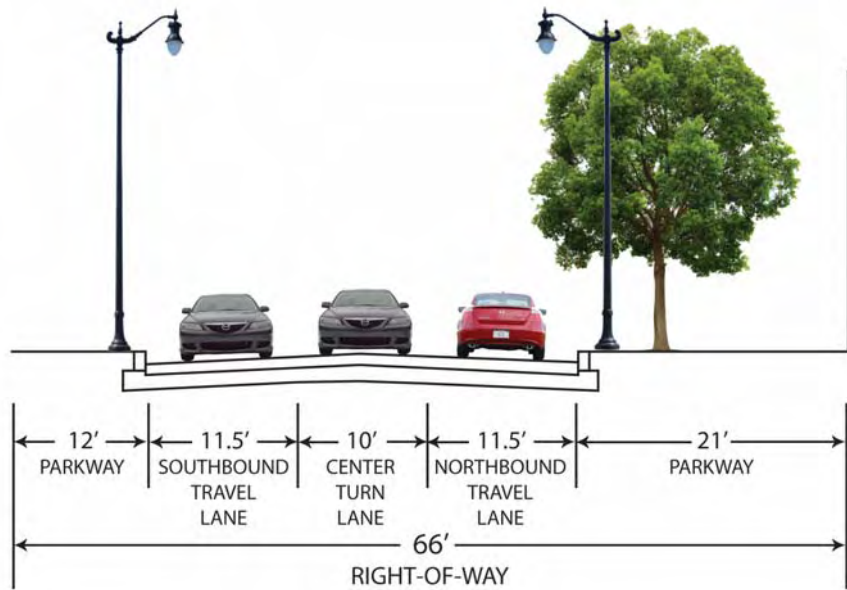 12′
PARKWAY
11.5′
SOUTHBOUND
TRAVEL
LANE
10′
CENTER
TURN
LANE
11.5′
NORTHBOUND
TRAVEL
LANE
21′
PARKWAY
66′
RIGHT-OF-WAY